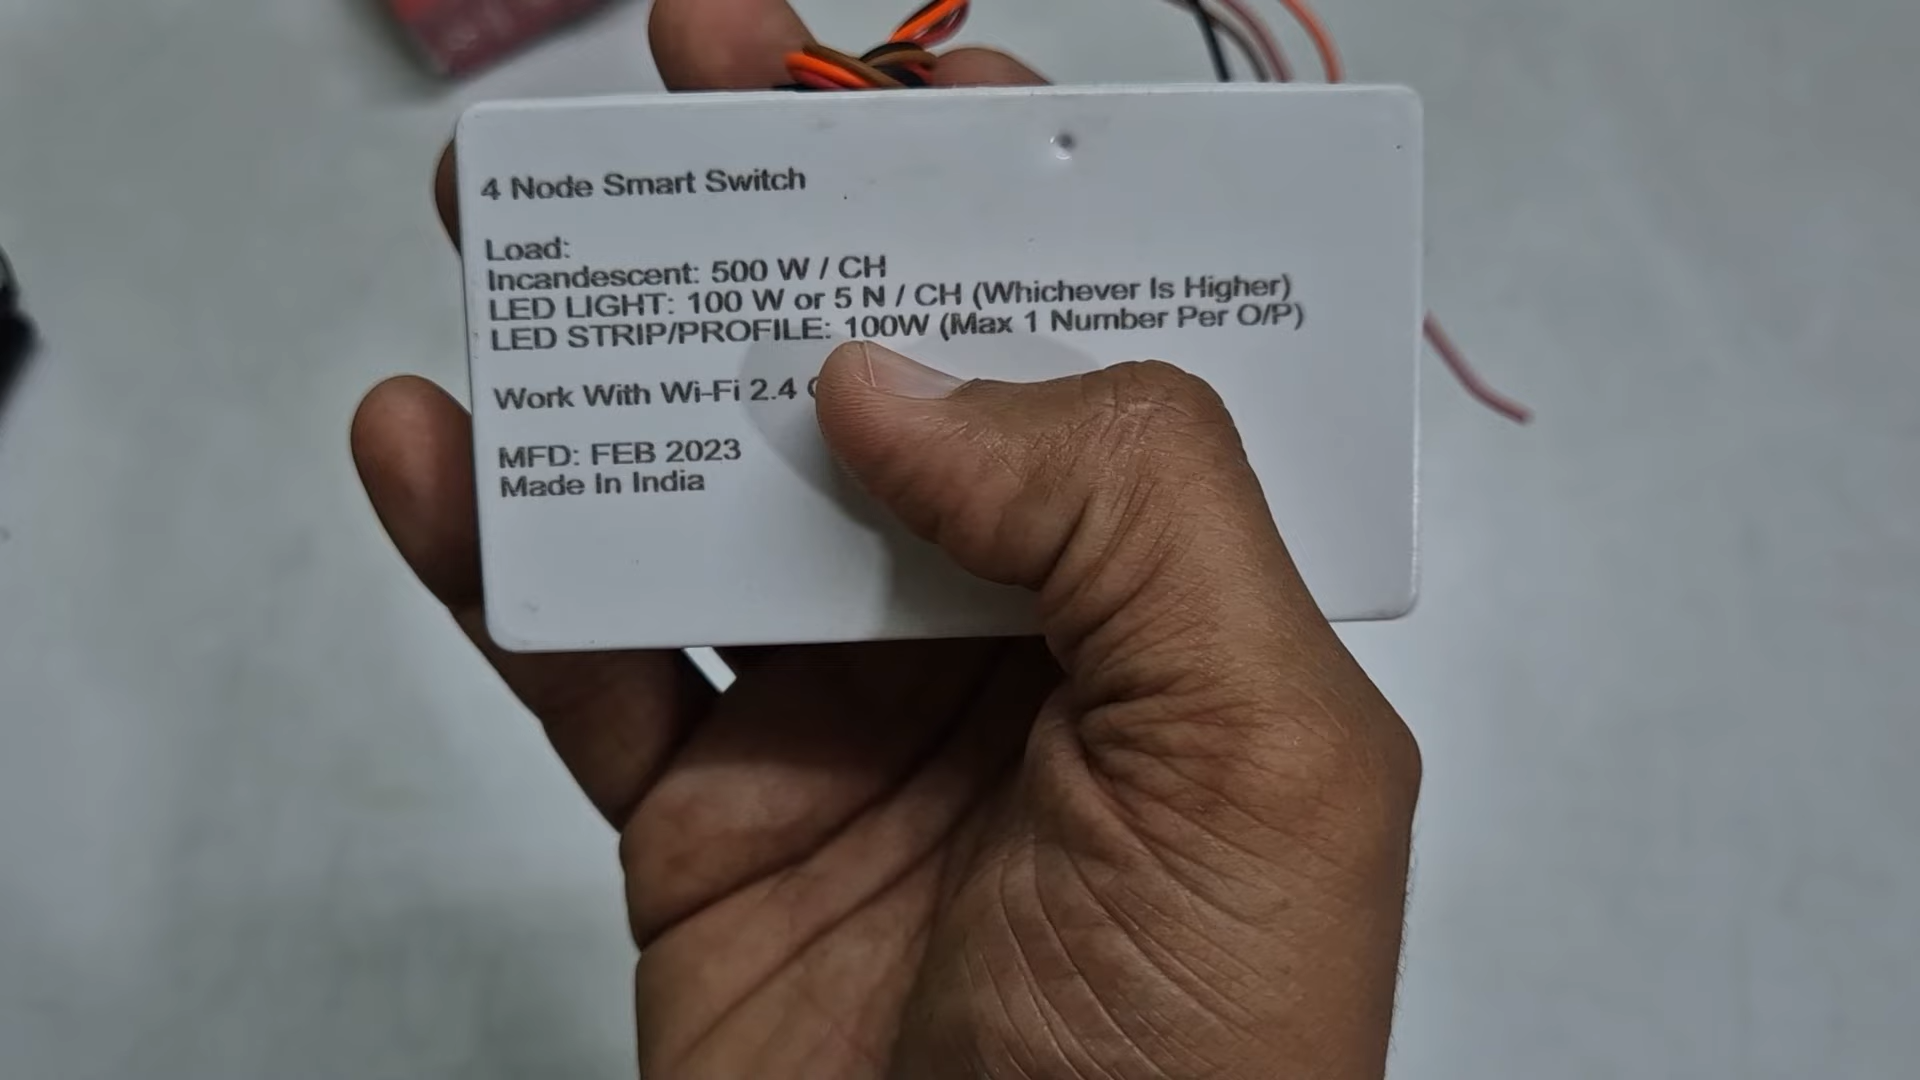 4 Node Smart Switch
Load:
Incandescent: 500 W / CH
LED LIGHT: 100 W or 5 N / CH (Whichever Is Higher)
LED STRIP/PROFILE: 100W (Max 1 Number Per O/P)
Work With Wi-Fi 2.4
MFD: FEB 2023
Made In India